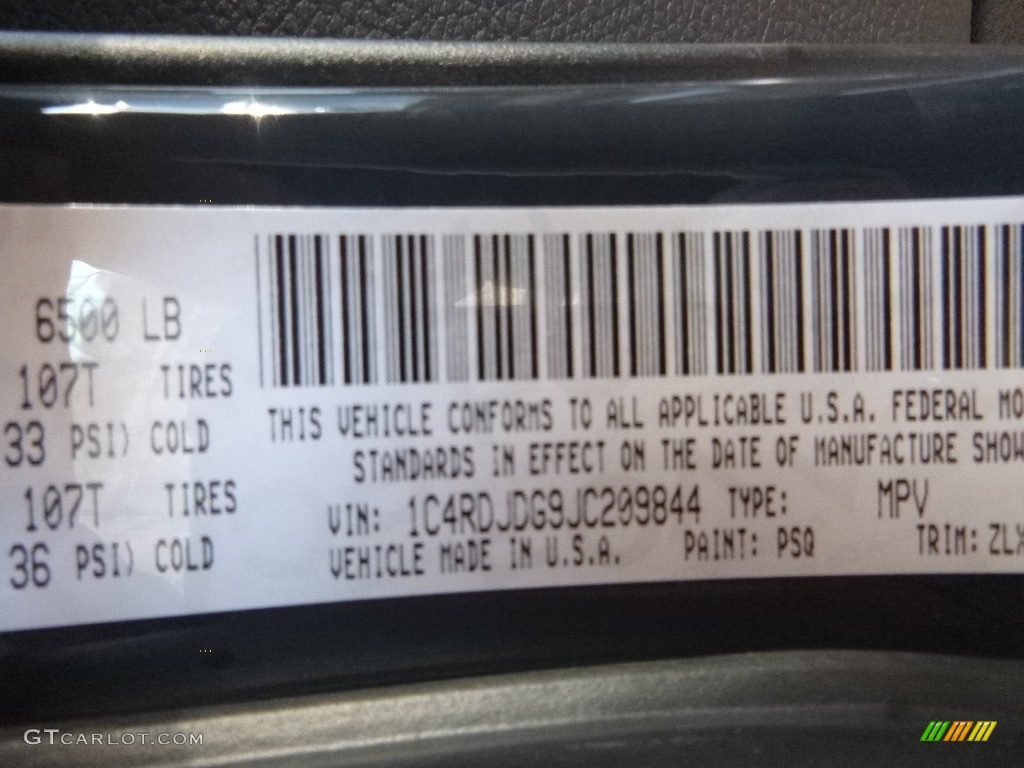 6500 LB
107T TIRES
33 PSI) COLD
107T TIRES
36 PSI) COLD
THIS VEHICLE CONFORMS TO ALL APPLICABLE U.S.A. FEDERAL MO
STANDARDS IN EFFECT ON THE DATE OF MANUFACTURE SHOW
VIN: 1C4RDJDG9JC209844 TYPE: MPV
VEHICLE MADE IN U.S.A. PAINT: PSQ TRIM: ZLX
GTCARLOT.COM